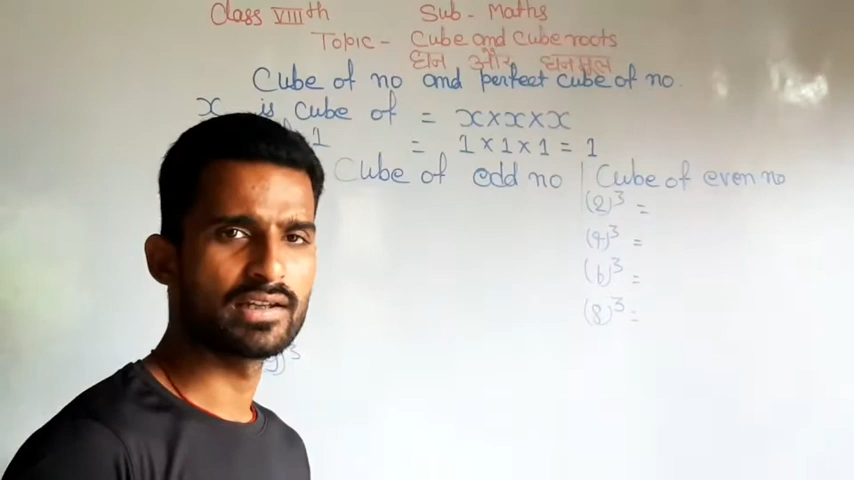 Class VIIIth Sub - Maths
Topic - Cube and Cube roots
घन और घनमूल
Cube of no and perfect cube of no.
x is cube of = x×x×x
1 = 1×1×1 = 1
Cube of odd no | Cube of even no
(2)³ =
(4)³ =
(6)³ =
(8)³ =